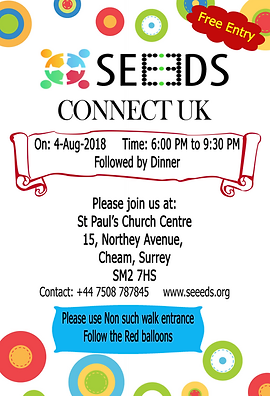 Free Entry
SEEEDS
CONNECT UK
On: 4-Aug-2018 Time: 6:00 PM to 9:30 PM
Followed by Dinner
Please join us at:
St Paul's Church Centre
15, Northey Avenue,
Cheam, Surrey
SM2 7HS
Contact: +44 7508 787845 www.seeeds.org
Please use Non such walk entrance
Follow the Red balloons